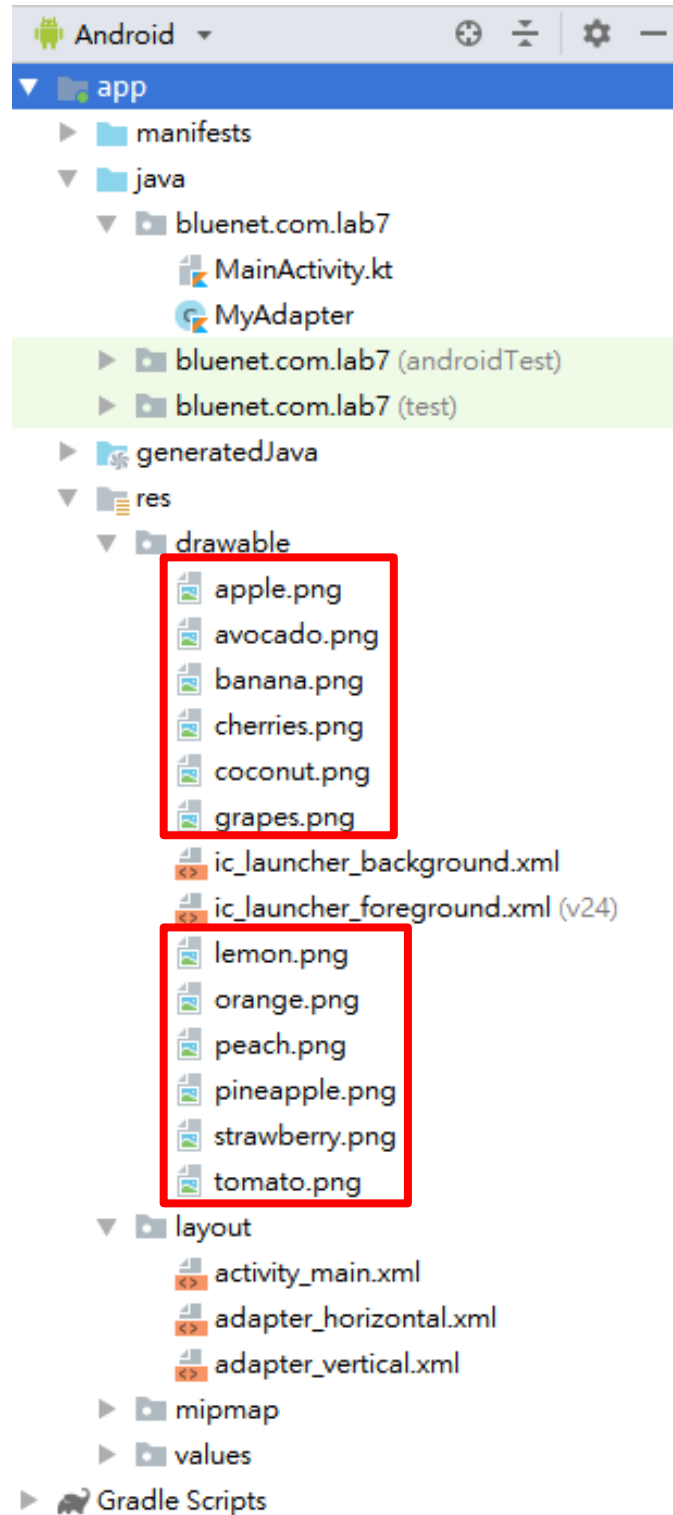 Android
app
manifests
java
bluenet.com.lab7
MainActivity.kt
MyAdapter
bluenet.com.lab7 (androidTest)
bluenet.com.lab7 (test)
generatedJava
res
drawable
apple.png
avocado.png
banana.png
cherries.png
coconut.png
grapes.png
ic_launcher_background.xml
ic_launcher_foreground.xml (v24)
lemon.png
orange.png
peach.png
pineapple.png
strawberry.png
tomato.png
layout
activity_main.xml
adapter_horizontal.xml
adapter_vertical.xml
mipmap
values
Gradle Scripts